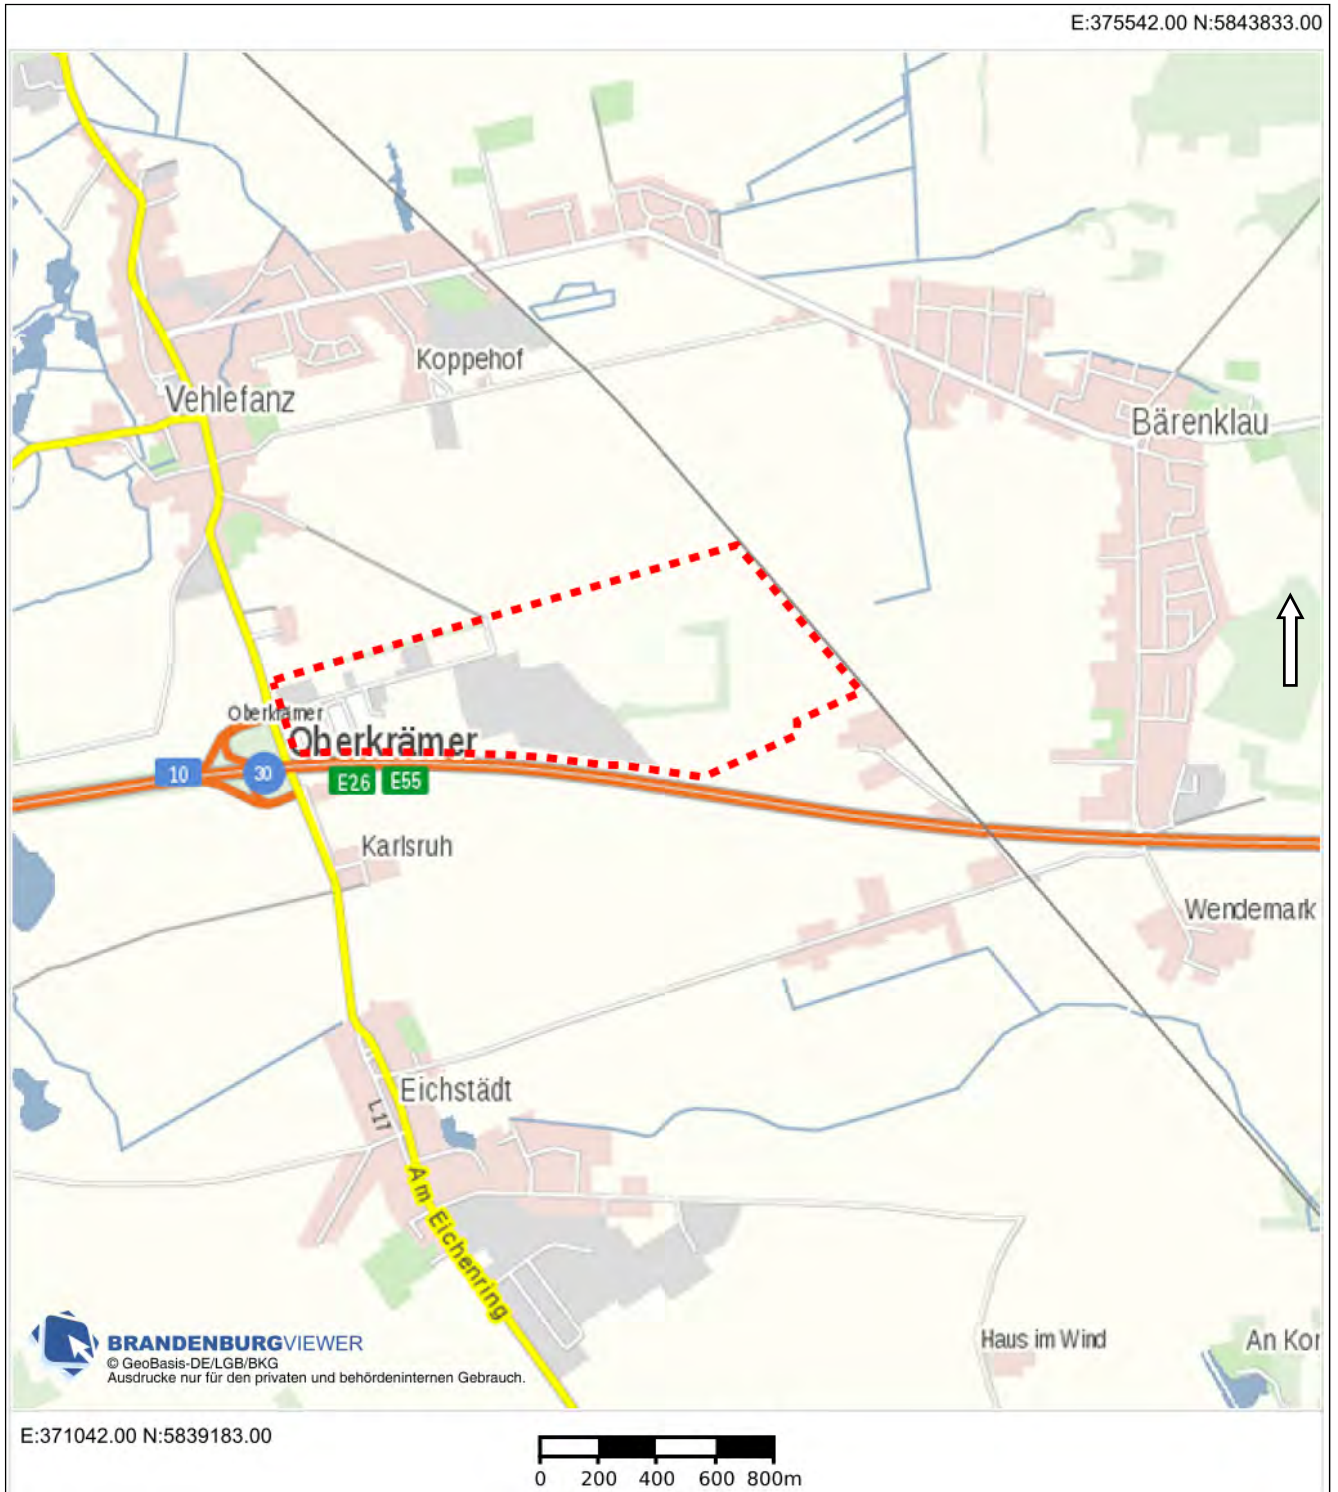 E:375542.00 N:5843833.00
Koppehof
Vehlefanz
Bärenklau
Oberkrämer
Oberkrämer
10
30
E26
E55
Karlsruh
Wendemark
Eichstädt
L17
Am Eichenring
Haus im Wind
An Kor
BRANDENBURGVIEWER
© GeoBasis-DE/LGB/BKG
Ausdrucke nur für den privaten und behördeninternen Gebrauch.
E:371042.00 N:5839183.00
0 200 400 600 800m